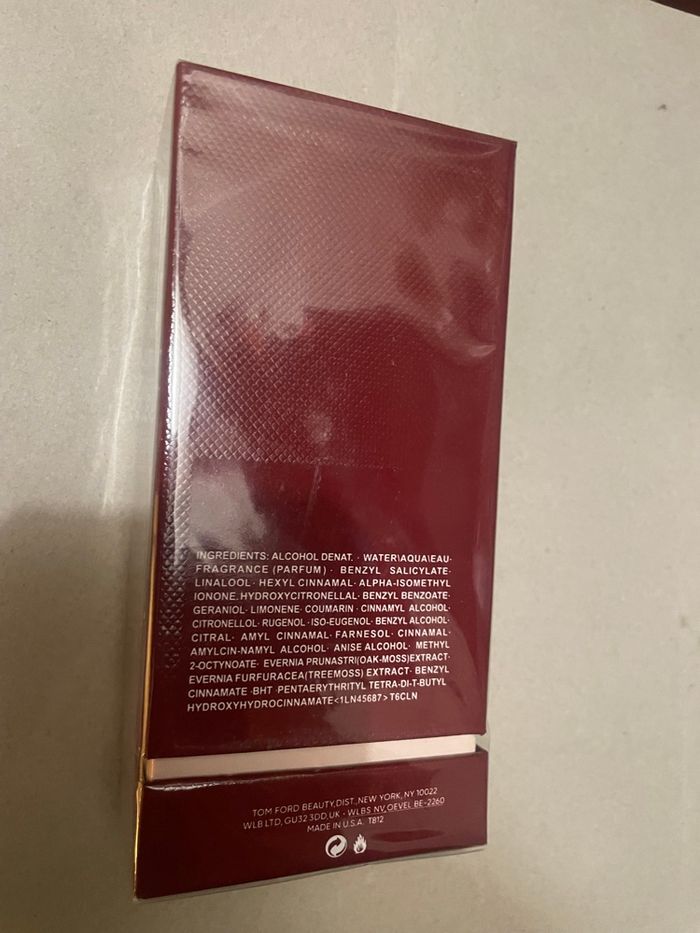 INGREDIENTS: ALCOHOL DENAT. · WATER\AQUA\EAU·
FRAGRANCE (PARFUM) · BENZYL SALICYLATE·
LINALOOL · HEXYL CINNAMAL · ALPHA-ISOMETHYL
IONONE. HYDROXYCITRONELLAL· BENZYL BENZOATE·
GERANIOL· LIMONENE· COUMARIN · CINNAMYL ALCOHOL·
CITRONELLOL· RUGENOL· ISO-EUGENOL· BENZYL ALCOHOL·
CITRAL· AMYL CINNAMAL· FARNESOL· CINNAMAL·
AMYLCIN-NAMYL ALCOHOL· ANISE ALCOHOL· METHYL
2-OCTYNOATE· EVERNIA PRUNASTRI(OAK-MOSS)EXTRACT·
EVERNIA FURFURACEA(TREEMOSS) EXTRACT· BENZYL
CINNAMATE ·BHT ·PENTAERYTHRITYL TETRA-DI-T-BUTYL
HYDROXYHYDROCINNAMATE<1LN45687>T6CLN
TOM FORD BEAUTY,DIST.,NEW YORK, NY 10022
WLB LTD, GU32 3DD,UK · WLBS NV,OEVEL BE-2260
MADE IN U.S.A. T812